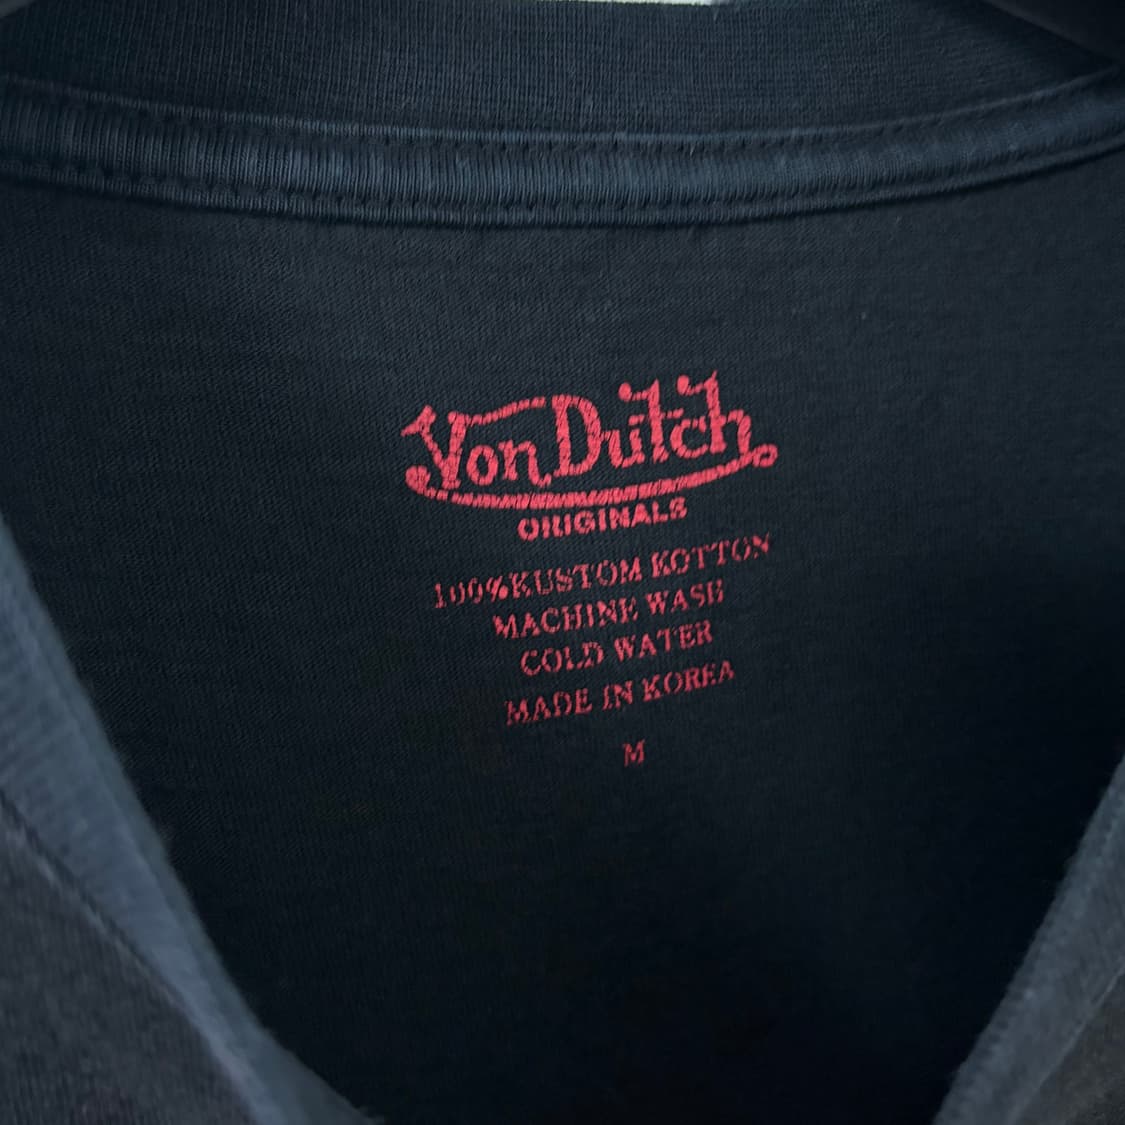 Von Dutch
ORIGINALS
100%KUSTOM KOTTON
MACHINE WASH
COLD WATER
MADE IN KOREA
M